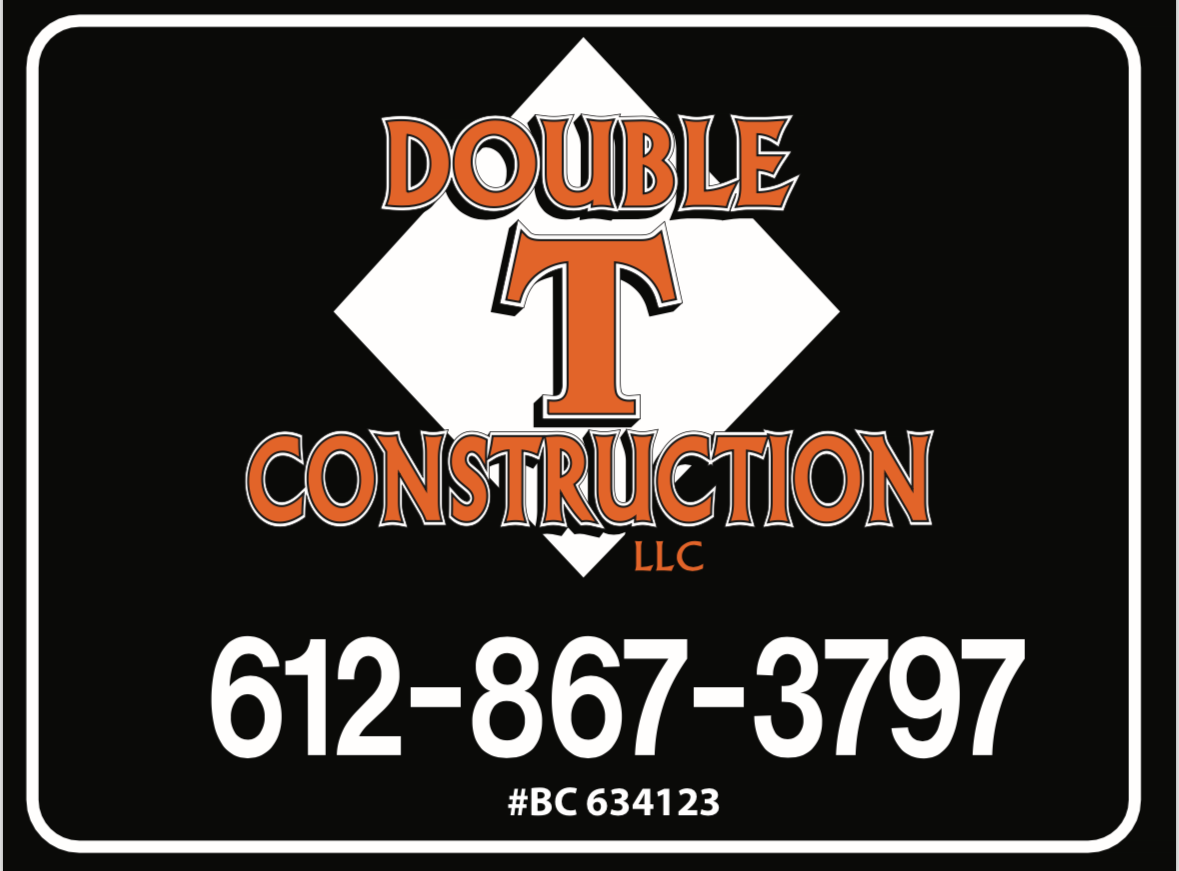 DOUBLE
T
CONSTRUCTION
LLC
612-867-3797
#BC 634123